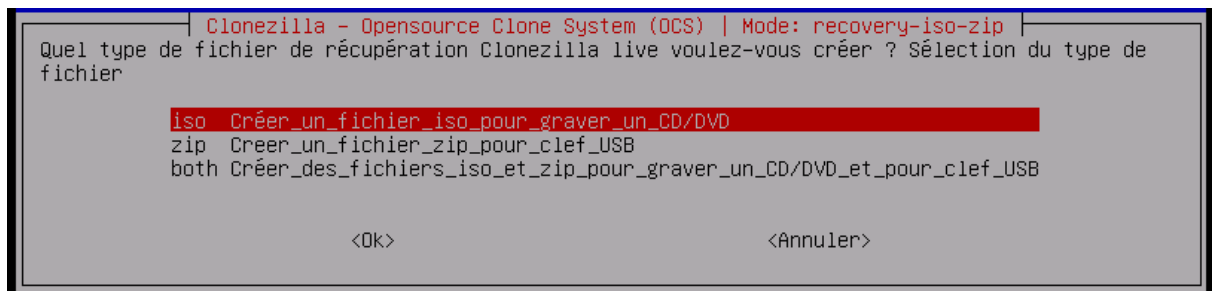 Clonezilla - Opensource Clone System (OCS) | Mode: recovery-iso-zip
Quel type de fichier de récupération Clonezilla live voulez-vous créer ? Sélection du type de
fichier
iso Créer_un_fichier_iso_pour_graver_un_CD/DVD
zip Creer_un_fichier_zip_pour_clef_USB
both Créer_des_fichiers_iso_et_zip_pour_graver_un_CD/DVD_et_pour_clef_USB
<Ok> <Annuler>